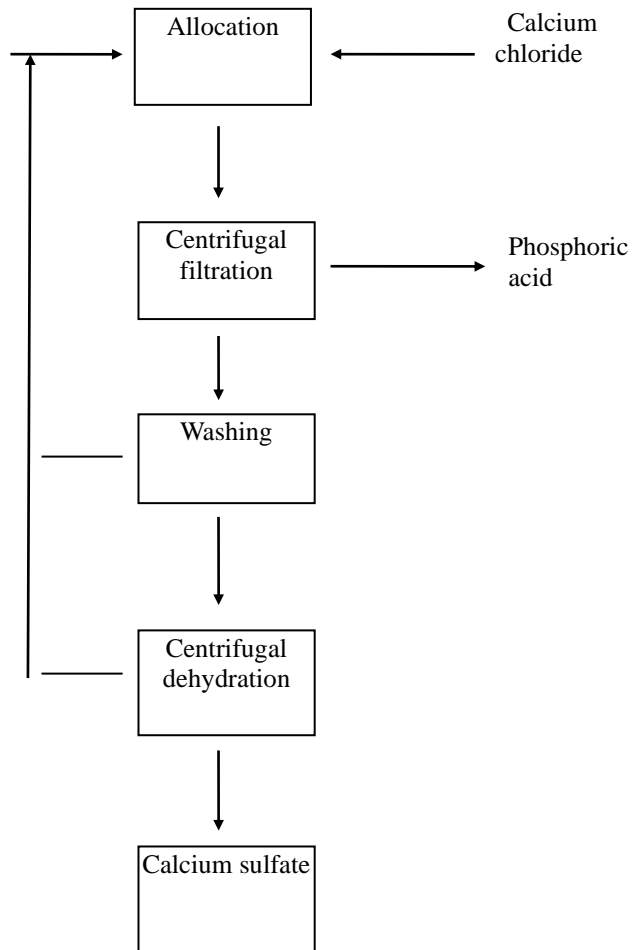 Allocation
Calcium
chloride
Centrifugal
filtration
Phosphoric
acid
Washing
Centrifugal
dehydration
Calcium sulfate